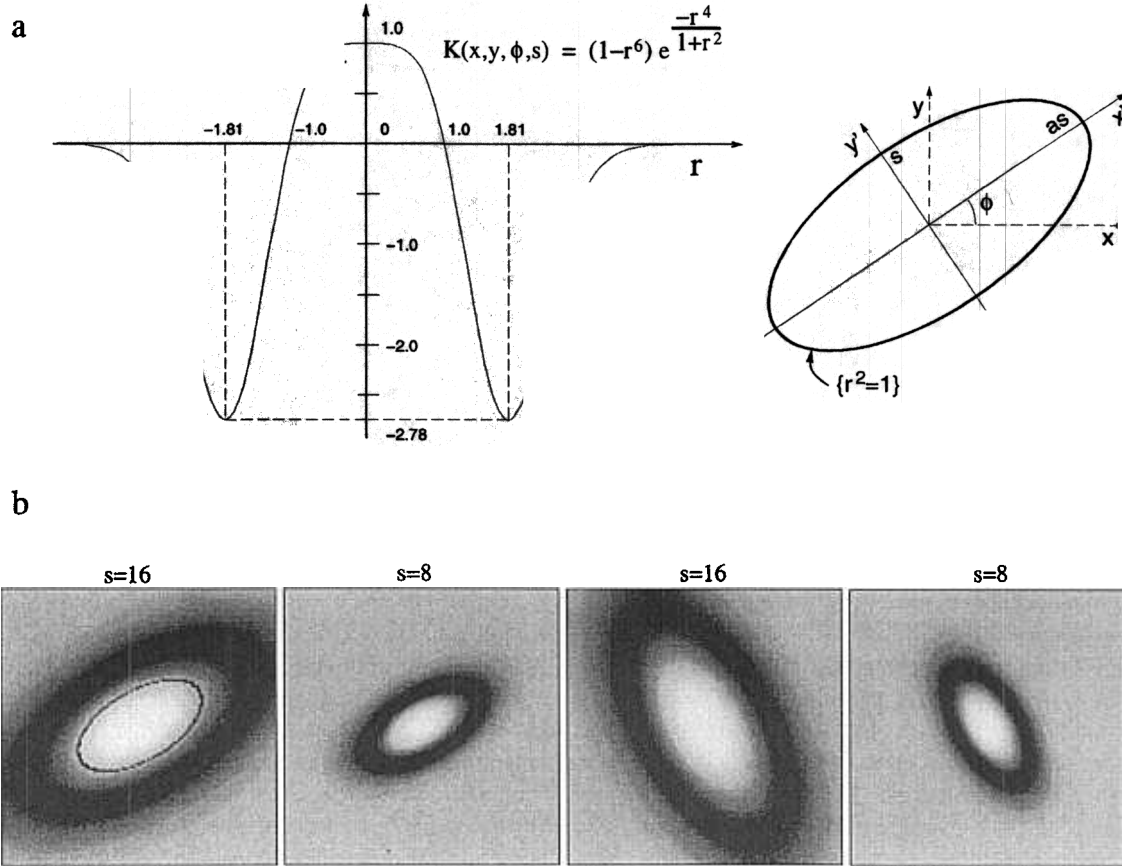 a
1.0
K(x,y,ϕ,s) = (1−r⁶) e^(−r⁴/(1+r²))
−1.81 −1.0 0 1.0 1.81
r
−1.0
−2.0
−2.78
y
y'
s
as
x'
ϕ
x
{r²=1}
b
s=16 s=8 s=16 s=8